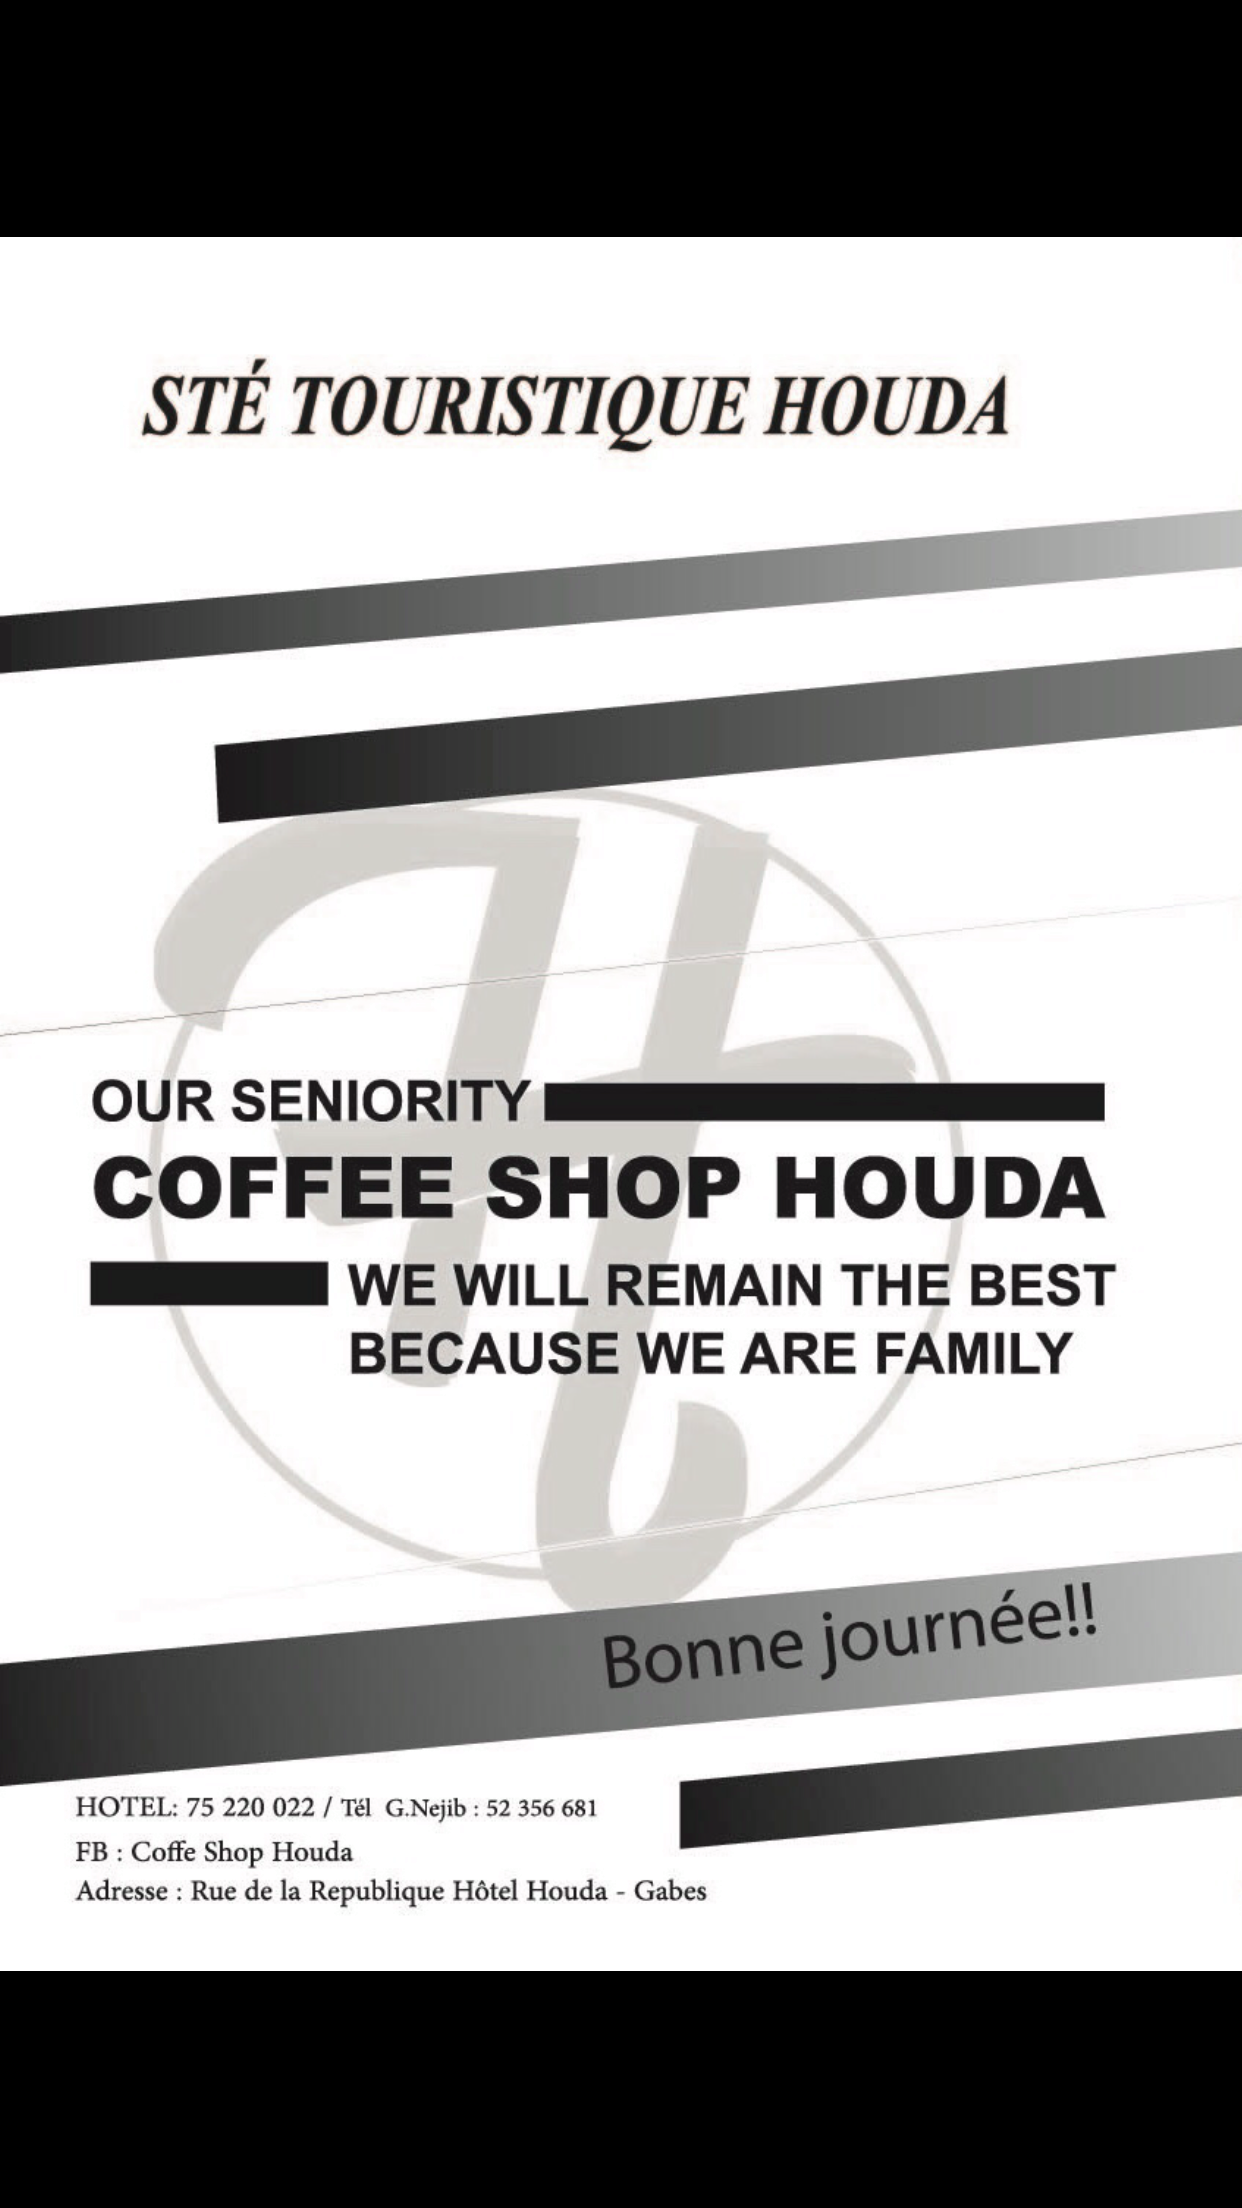 STÉ TOURISTIQUE HOUDA
OUR SENIORITY
COFFEE SHOP HOUDA
WE WILL REMAIN THE BEST
BECAUSE WE ARE FAMILY
Bonne journée!!
HOTEL: 75 220 022 / Tél G.Nejib : 52 356 681
FB : Coffe Shop Houda
Adresse : Rue de la Republique Hôtel Houda - Gabes